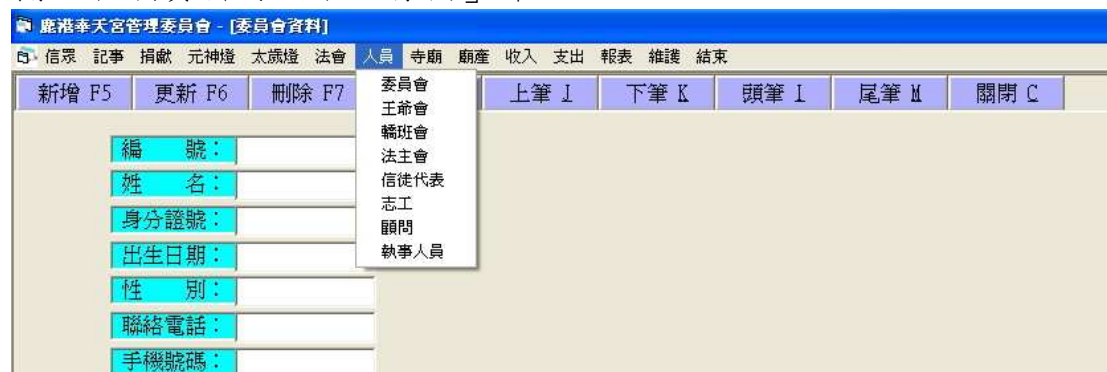 鹿港奉天宮管理委員會 - [委員會資料]
信眾 記事 捐獻 元神燈 太歲燈 法會 人員 寺廟 廟產 收入 支出 報表 維護 結束
新增 F5 更新 F6 刪除 F7 上筆 J 下筆 K 頭筆 I 尾筆 M 關閉 C
委員會
王爺會
轎班會
法主會
信徒代表
志工
顧問
執事人員
編 號：
姓 名：
身分證號：
出生日期：
性 別：
聯絡電話：
手機號碼：